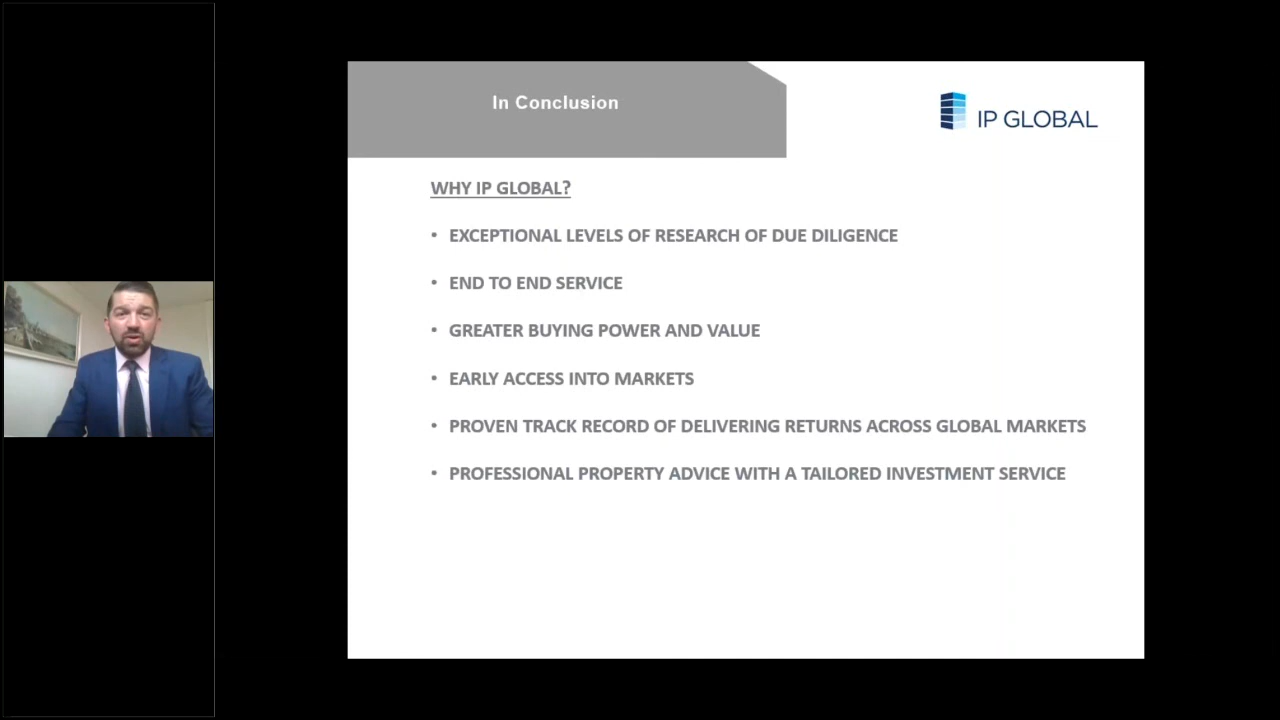 In Conclusion
IP GLOBAL
WHY IP GLOBAL?
• EXCEPTIONAL LEVELS OF RESEARCH OF DUE DILIGENCE
• END TO END SERVICE
• GREATER BUYING POWER AND VALUE
• EARLY ACCESS INTO MARKETS
• PROVEN TRACK RECORD OF DELIVERING RETURNS ACROSS GLOBAL MARKETS
• PROFESSIONAL PROPERTY ADVICE WITH A TAILORED INVESTMENT SERVICE